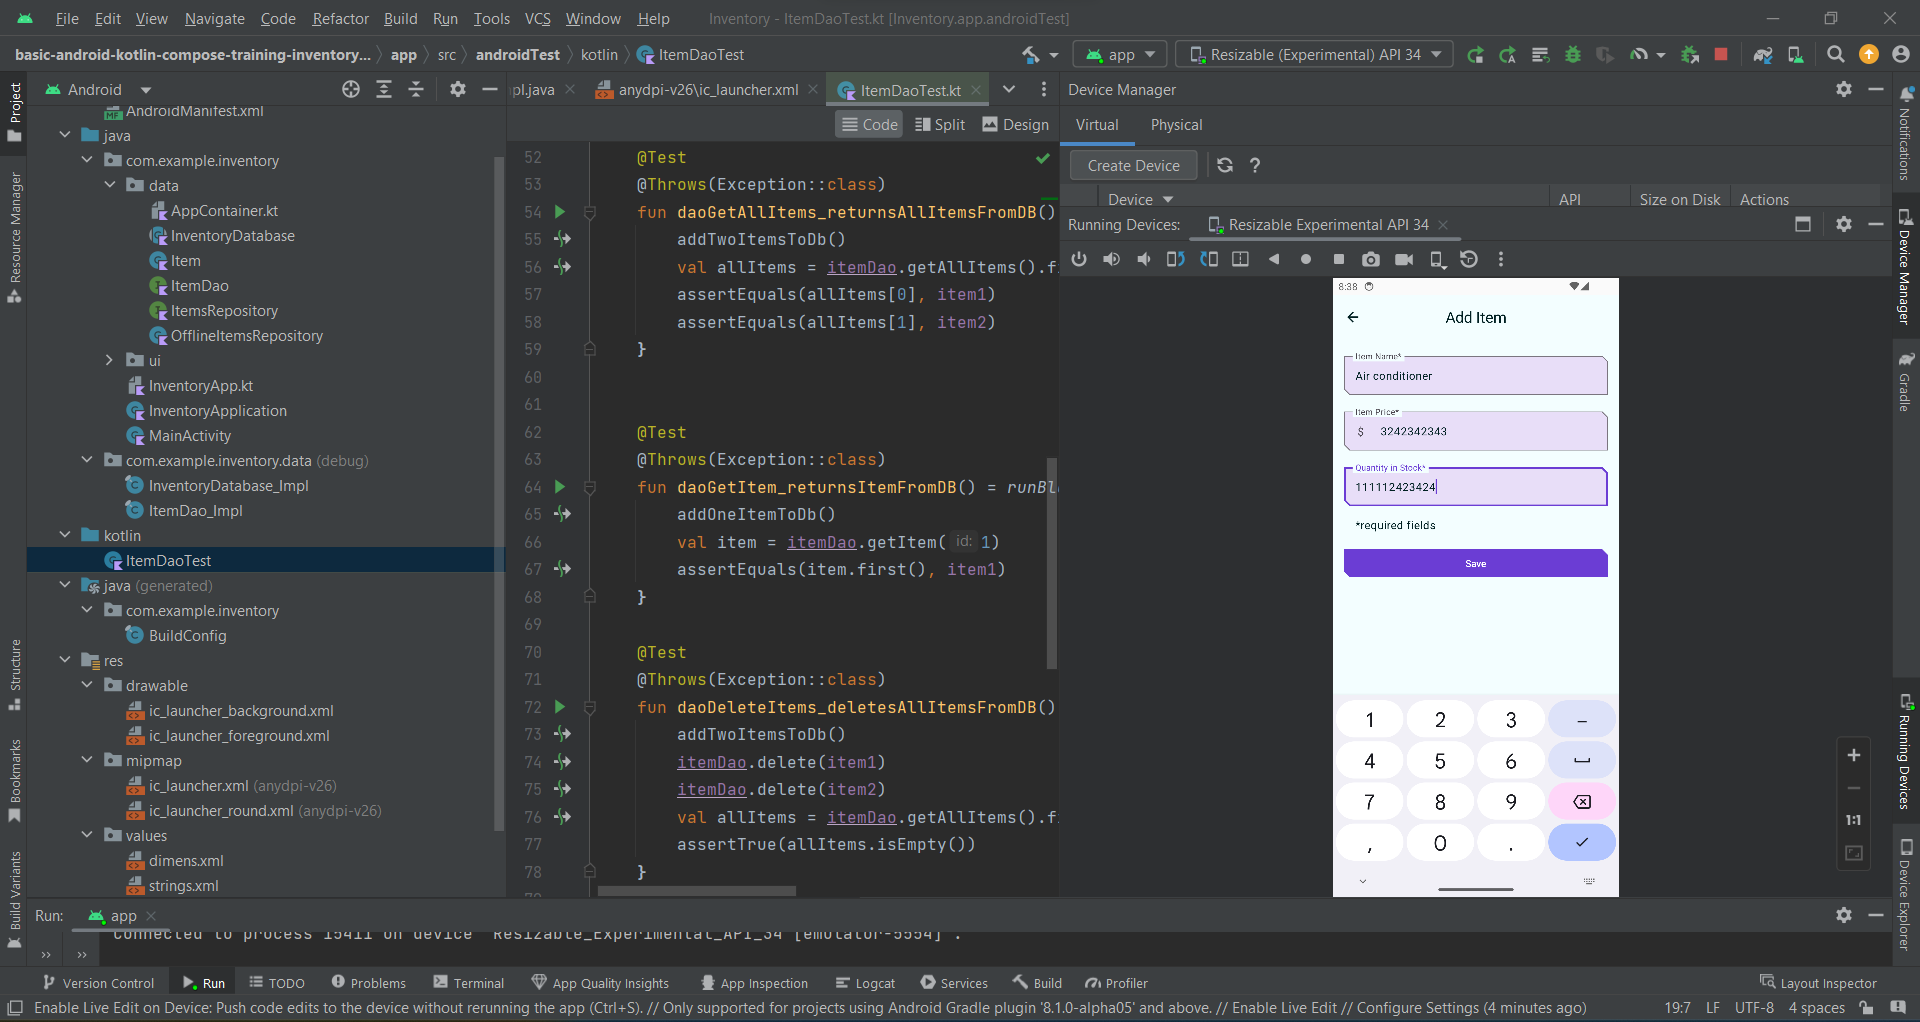 File Edit View Navigate Code Refactor Build Run Tools VCS Window Help Inventory - ItemDaoTest.kt [Inventory.app.androidTest]
basic-android-kotlin-compose-training-inventory... app src androidTest kotlin ItemDaoTest app Resizable (Experimental) API 34
Project
Resource Manager
Structure
Bookmarks
Build Variants
Android
AndroidManifest.xml
java
com.example.inventory
data
AppContainer.kt
InventoryDatabase
Item
ItemDao
ItemsRepository
OfflineItemsRepository
ui
InventoryApp.kt
InventoryApplication
MainActivity
com.example.inventory.data (debug)
InventoryDatabase_Impl
ItemDao_Impl
kotlin
ItemDaoTest
java (generated)
com.example.inventory
BuildConfig
res
drawable
ic_launcher_background.xml
ic_launcher_foreground.xml
mipmap
ic_launcher.xml (anydpi-v26)
ic_launcher_round.xml (anydpi-v26)
values
dimens.xml
strings.xml
pl.java anydpi-v26\ic_launcher.xml ItemDaoTest.kt
Code Split Design
52 @Test
53 @Throws(Exception::class)
54 fun daoGetAllItems_returnsAllItemsFromDB()
55 addTwoItemsToDb()
56 val allItems = itemDao.getAllItems().fi
57 assertEquals(allItems[0], item1)
58 assertEquals(allItems[1], item2)
59 }
60
61
62 @Test
63 @Throws(Exception::class)
64 fun daoGetItem_returnsItemFromDB() = runBl
65 addOneItemToDb()
66 val item = itemDao.getItem( id: 1)
67 assertEquals(item.first(), item1)
68 }
69
70 @Test
71 @Throws(Exception::class)
72 fun daoDeleteItems_deletesAllItemsFromDB()
73 addTwoItemsToDb()
74 itemDao.delete(item1)
75 itemDao.delete(item2)
76 val allItems = itemDao.getAllItems().fi
77 assertTrue(allItems.isEmpty())
78 }
Device Manager
Virtual Physical
Create Device ?
Device API Size on Disk Actions
Running Devices: Resizable Experimental API 34
8:38
Add Item
Item Name*
Air conditioner
Item Price*
$ 3242342343
Quantity in Stock*
111112423424
*required fields
Save
1 2 3 –
4 5 6
7 8 9
, 0 .
1:1
Notifications
Device Manager
Gradle
Running Devices
Device Explorer
Run: app
Connected to process 15411 on device 'Resizable_Experimental_API_34 [emulator-5554]'.
Version Control Run TODO Problems Terminal App Quality Insights App Inspection Logcat Services Build Profiler Layout Inspector
Enable Live Edit on Device: Push code edits to the device without rerunning the app (Ctrl+S). // Only supported for projects using Android Gradle plugin '8.1.0-alpha05' and above. // Enable Live Edit // Configure Settings (4 minutes ago) 19:7 LF UTF-8 4 spaces